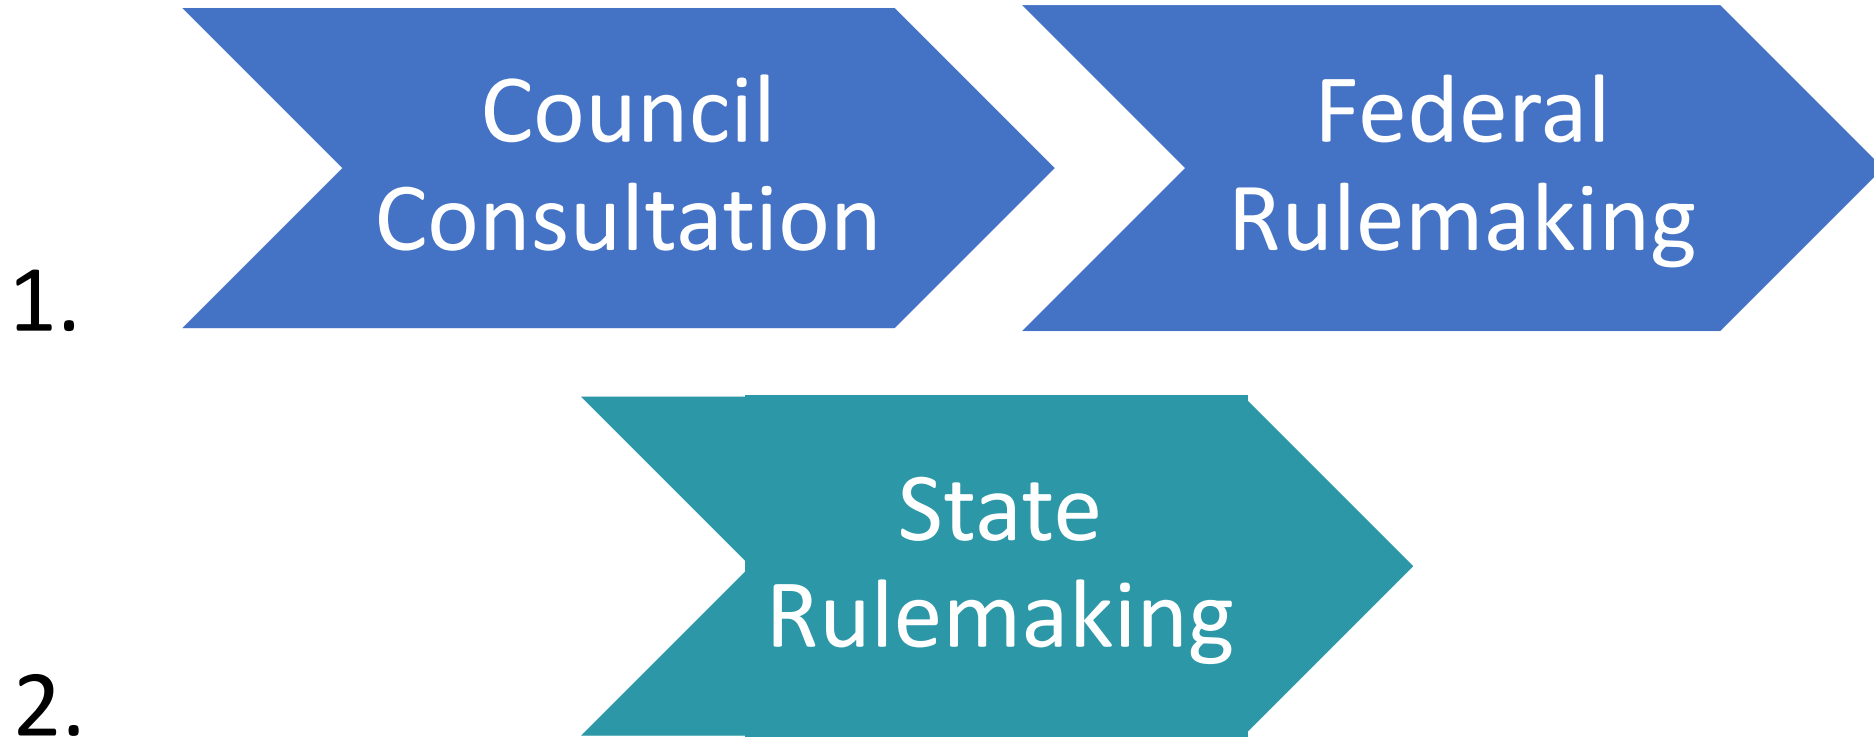 Council
Consultation
Federal
Rulemaking
1.
State
Rulemaking
2.